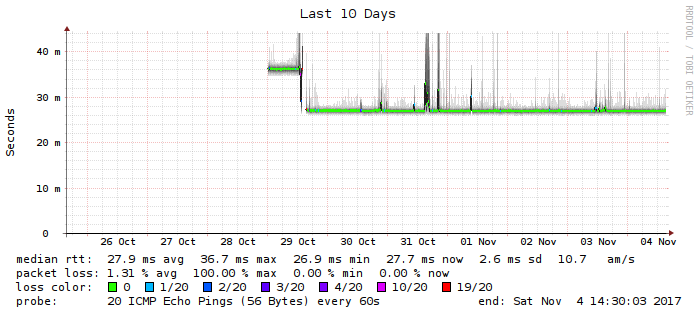 Last 10 Days
RRDTOOL / TOBI OETIKER
Seconds
40 m
30 m
20 m
10 m
0
26 Oct 27 Oct 28 Oct 29 Oct 30 Oct 31 Oct 01 Nov 02 Nov 03 Nov 04 Nov
median rtt: 27.9 ms avg 36.7 ms max 26.9 ms min 27.7 ms now 2.6 ms sd 10.7 am/s
packet loss: 1.31 % avg 100.00 % max 0.00 % min 0.00 % now
loss color: 0 1/20 2/20 3/20 4/20 10/20 19/20
probe: 20 ICMP Echo Pings (56 Bytes) every 60s end: Sat Nov 4 14:30:03 2017